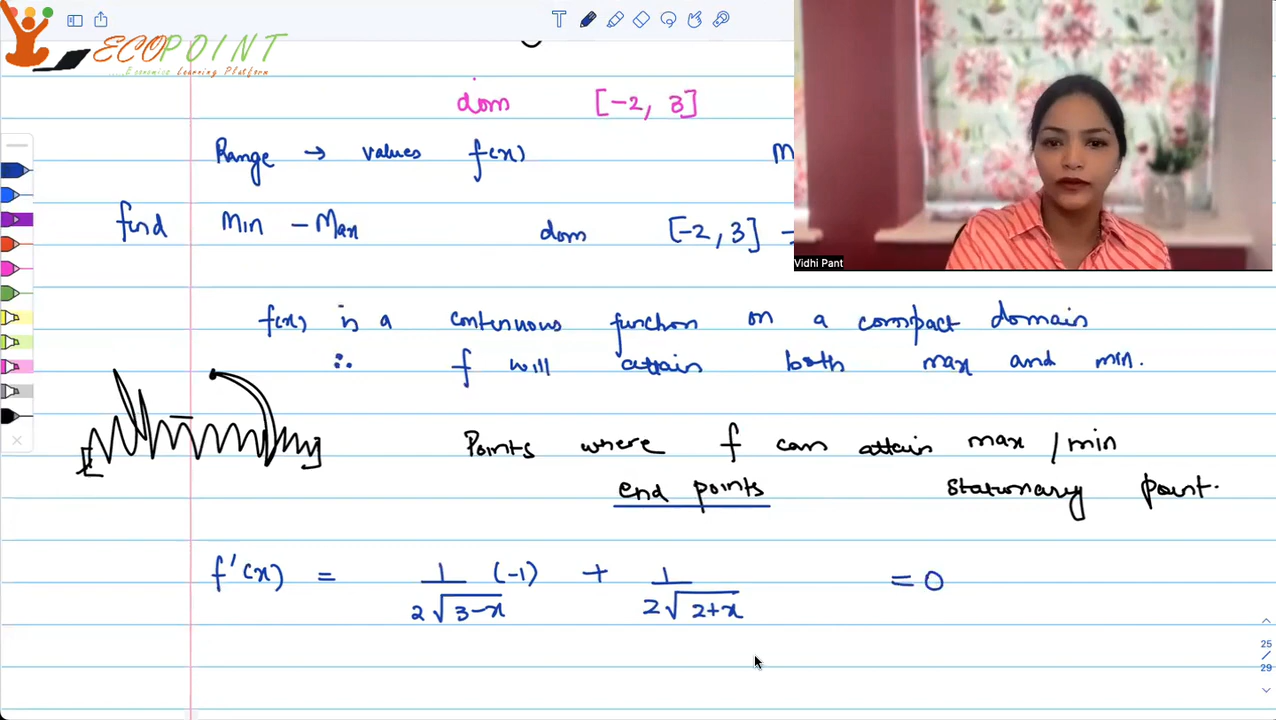 ECOPOINT
....Economics Learning Platform
dom [-2, 3]
Range → values f(x) M
find Min - Max dom [-2, 3] -
Vidhi Pant
f(x) is a continuous function on a compact domain
∴ f will attain both max and min.
Points where f can attain max / min
end points stationary point.
f'(x) = 1/(2√(3-x)) (-1) + 1/(2√(2+x)) = 0
25
/
29